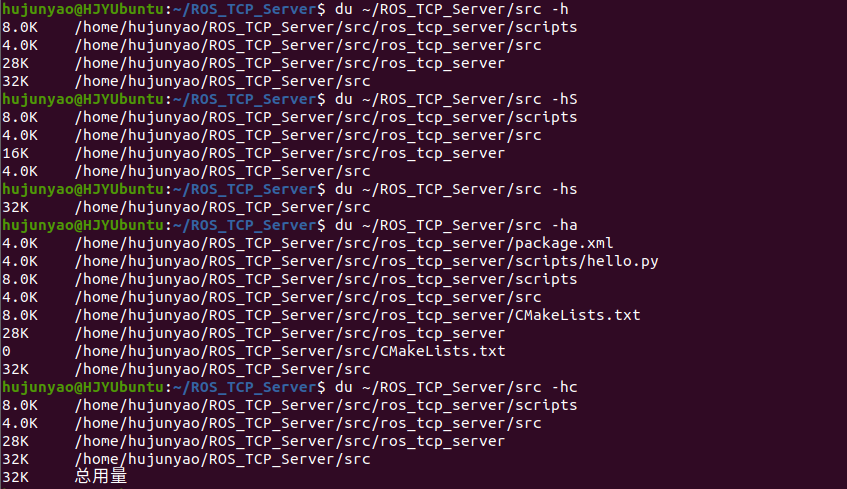 hujunyao@HJYUbuntu:~/ROS_TCP_Server$ du ~/ROS_TCP_Server/src -h
8.0K    /home/hujunyao/ROS_TCP_Server/src/ros_tcp_server/scripts
4.0K    /home/hujunyao/ROS_TCP_Server/src/ros_tcp_server/src
28K     /home/hujunyao/ROS_TCP_Server/src/ros_tcp_server
32K     /home/hujunyao/ROS_TCP_Server/src
hujunyao@HJYUbuntu:~/ROS_TCP_Server$ du ~/ROS_TCP_Server/src -hS
8.0K    /home/hujunyao/ROS_TCP_Server/src/ros_tcp_server/scripts
4.0K    /home/hujunyao/ROS_TCP_Server/src/ros_tcp_server/src
16K     /home/hujunyao/ROS_TCP_Server/src/ros_tcp_server
4.0K    /home/hujunyao/ROS_TCP_Server/src
hujunyao@HJYUbuntu:~/ROS_TCP_Server$ du ~/ROS_TCP_Server/src -hs
32K     /home/hujunyao/ROS_TCP_Server/src
hujunyao@HJYUbuntu:~/ROS_TCP_Server$ du ~/ROS_TCP_Server/src -ha
4.0K    /home/hujunyao/ROS_TCP_Server/src/ros_tcp_server/package.xml
4.0K    /home/hujunyao/ROS_TCP_Server/src/ros_tcp_server/scripts/hello.py
8.0K    /home/hujunyao/ROS_TCP_Server/src/ros_tcp_server/scripts
4.0K    /home/hujunyao/ROS_TCP_Server/src/ros_tcp_server/src
8.0K    /home/hujunyao/ROS_TCP_Server/src/ros_tcp_server/CMakeLists.txt
28K     /home/hujunyao/ROS_TCP_Server/src/ros_tcp_server
0       /home/hujunyao/ROS_TCP_Server/src/CMakeLists.txt
32K     /home/hujunyao/ROS_TCP_Server/src
hujunyao@HJYUbuntu:~/ROS_TCP_Server$ du ~/ROS_TCP_Server/src -hc
8.0K    /home/hujunyao/ROS_TCP_Server/src/ros_tcp_server/scripts
4.0K    /home/hujunyao/ROS_TCP_Server/src/ros_tcp_server/src
28K     /home/hujunyao/ROS_TCP_Server/src/ros_tcp_server
32K     /home/hujunyao/ROS_TCP_Server/src
32K     总用量